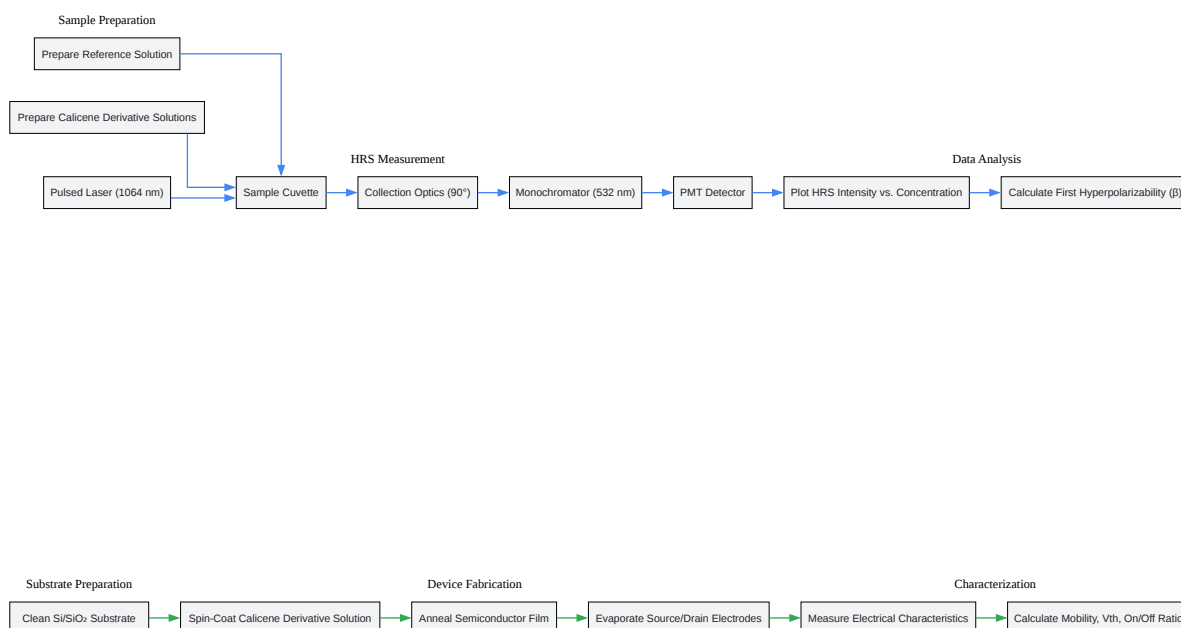 Sample Preparation
Prepare Reference Solution
Prepare Calicene Derivative Solutions
HRS Measurement
Data Analysis
Pulsed Laser (1064 nm)
Sample Cuvette
Collection Optics (90°)
Monochromator (532 nm)
PMT Detector
Plot HRS Intensity vs. Concentration
Calculate First Hyperpolarizability (β)
Substrate Preparation
Device Fabrication
Characterization
Clean Si/SiO₂ Substrate
Spin-Coat Calicene Derivative Solution
Anneal Semiconductor Film
Evaporate Source/Drain Electrodes
Measure Electrical Characteristics
Calculate Mobility, Vth, On/Off Ratio